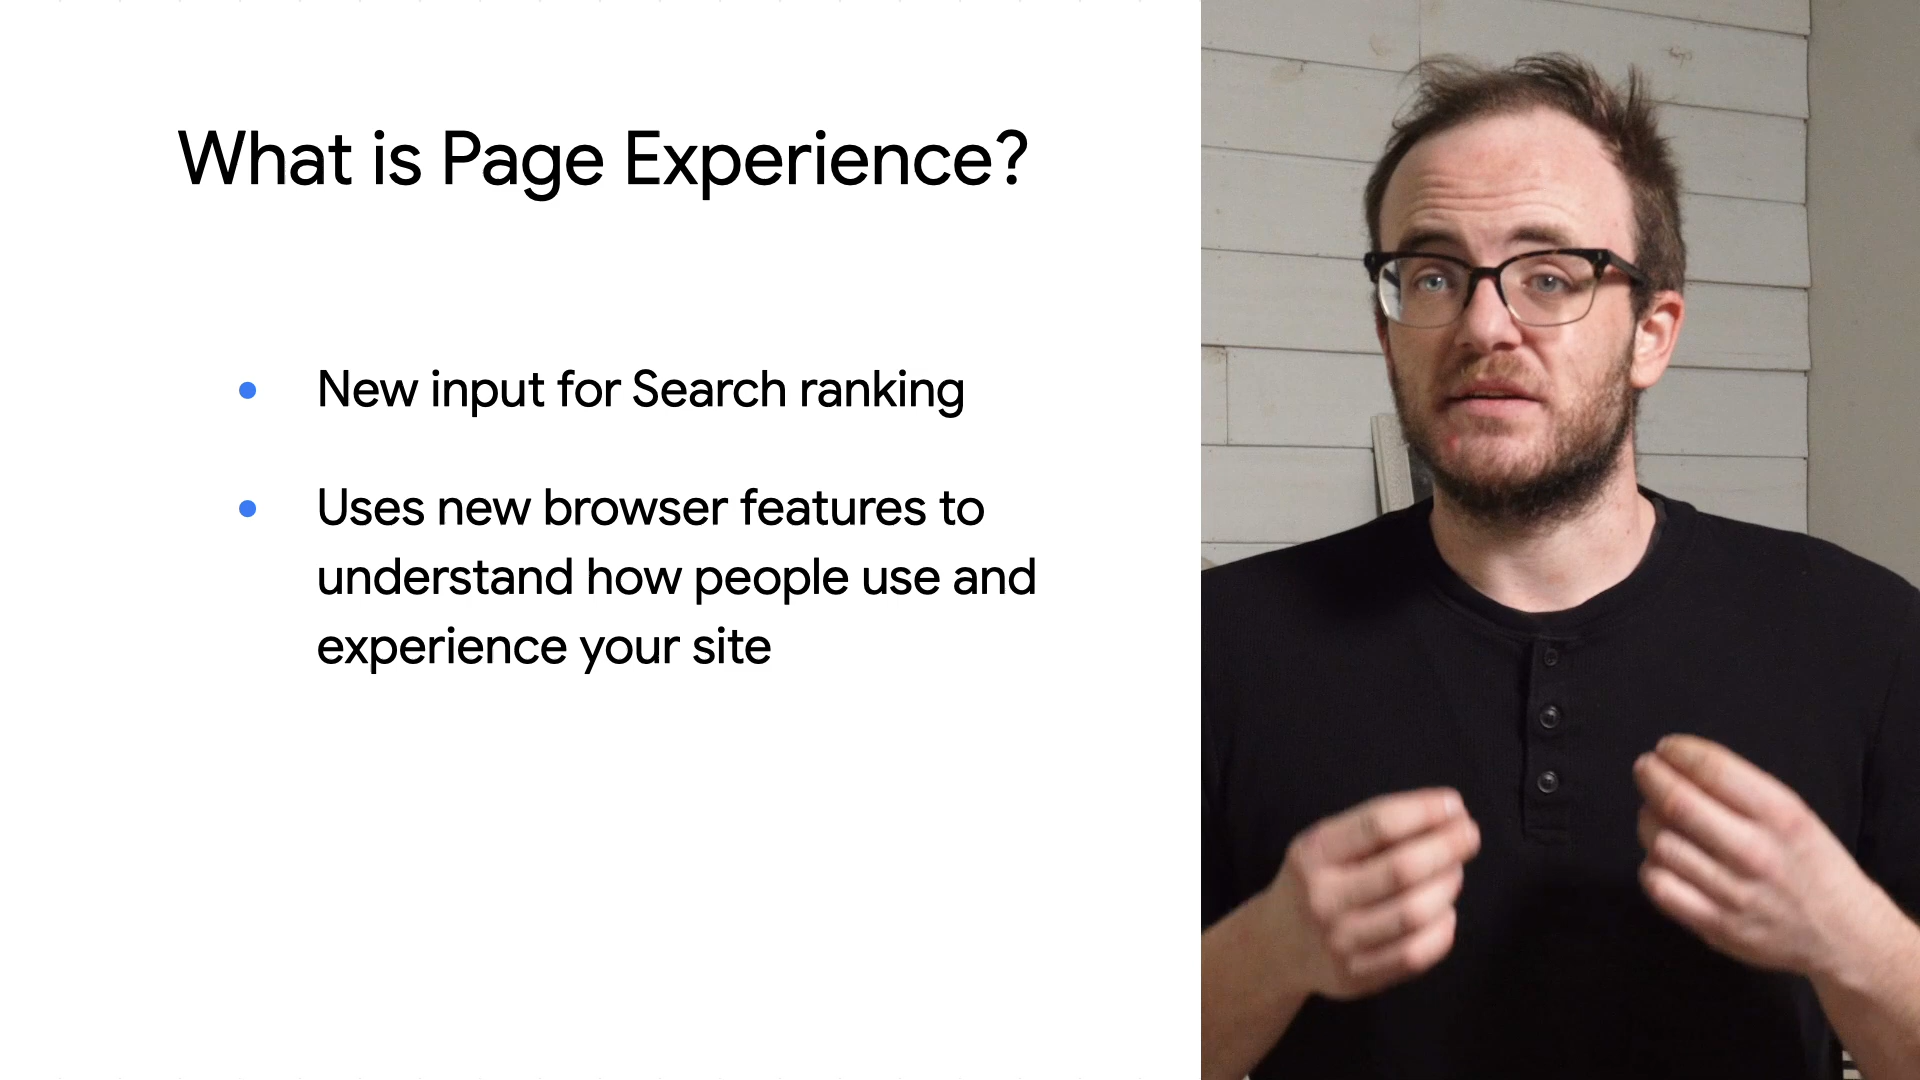 What is Page Experience?
New input for Search ranking
Uses new browser features to
understand how people use and
experience your site